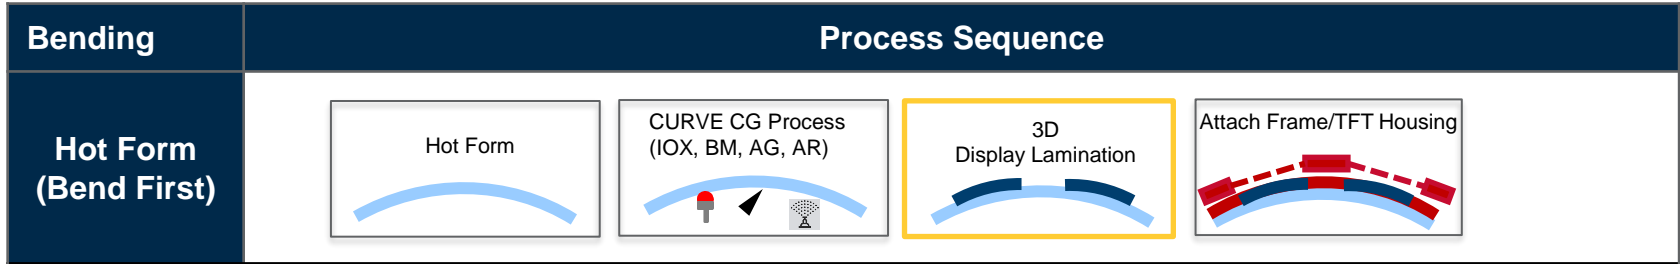 Bending
Process Sequence
Hot Form
(Bend First)
Hot Form
CURVE CG Process
(IOX, BM, AG, AR)
3D
Display Lamination
Attach Frame/TFT Housing